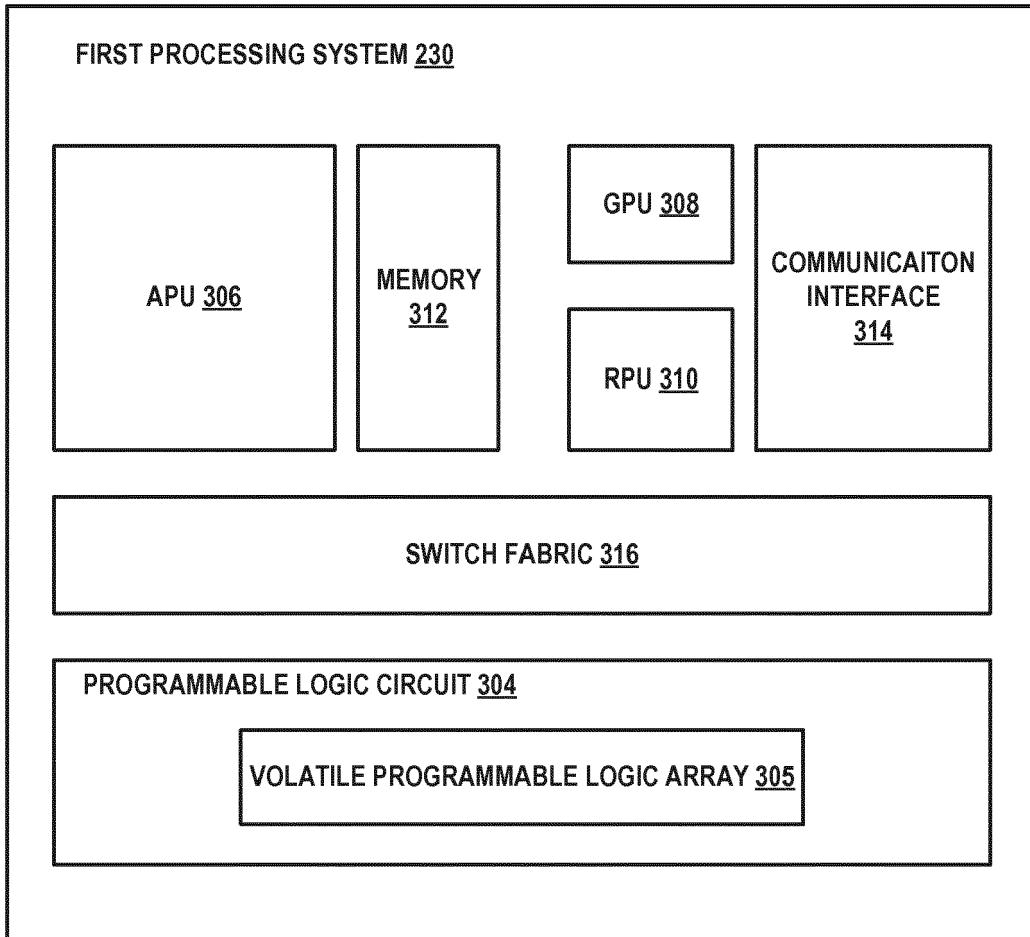 FIRST PROCESSING SYSTEM 230
APU 306
MEMORY
312
GPU 308
RPU 310
COMMUNICAITON
INTERFACE
314
SWITCH FABRIC 316
PROGRAMMABLE LOGIC CIRCUIT 304
VOLATILE PROGRAMMABLE LOGIC ARRAY 305